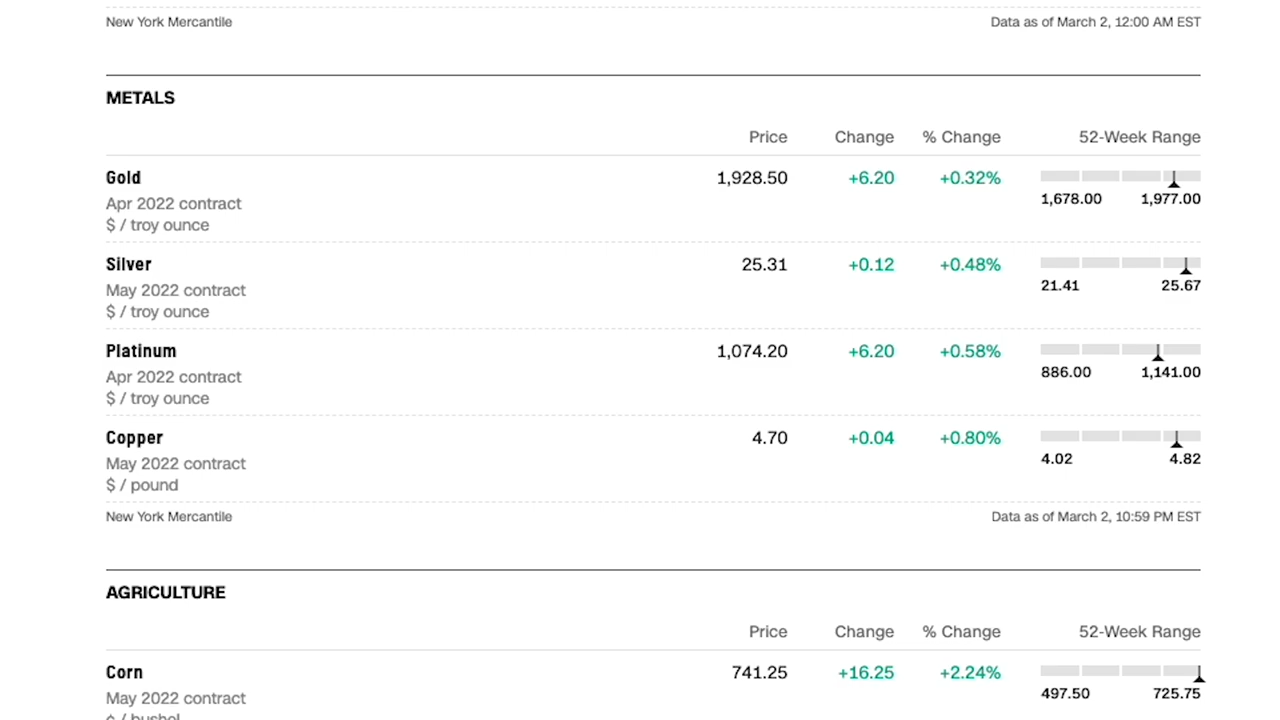 New York Mercantile Data as of March 2, 12:00 AM EST
METALS
Price Change % Change 52-Week Range
Gold 1,928.50 +6.20 +0.32%
Apr 2022 contract 1,678.00 1,977.00
$ / troy ounce
Silver 25.31 +0.12 +0.48%
May 2022 contract 21.41 25.67
$ / troy ounce
Platinum 1,074.20 +6.20 +0.58%
Apr 2022 contract 886.00 1,141.00
$ / troy ounce
Copper 4.70 +0.04 +0.80%
May 2022 contract 4.02 4.82
$ / pound
New York Mercantile Data as of March 2, 10:59 PM EST
AGRICULTURE
Price Change % Change 52-Week Range
Corn 741.25 +16.25 +2.24%
May 2022 contract 497.50 725.75
$ / bushel